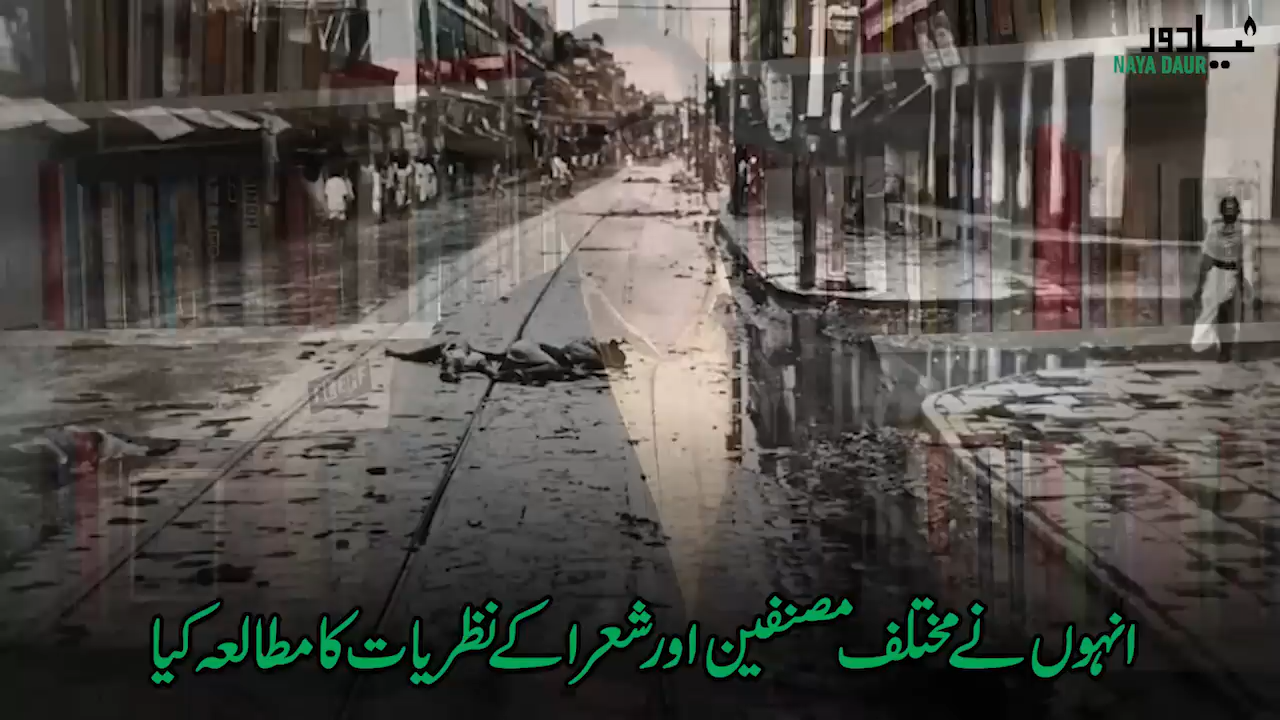 نیا دور
NAYA DAUR
انہوں نے مختلف مصنفین اور شعرا کے نظریات کا مطالعہ کیا